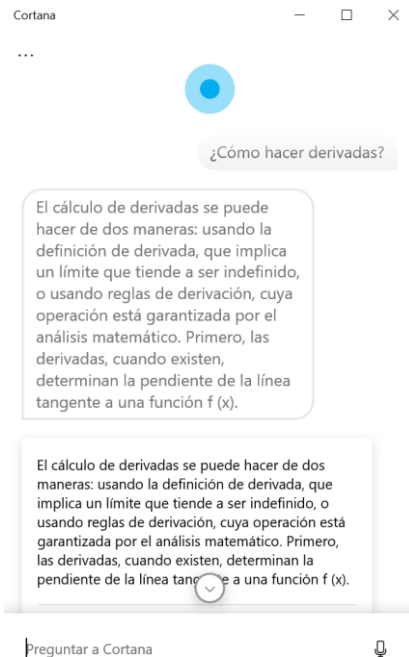 Cortana
...
¿Cómo hacer derivadas?
El cálculo de derivadas se puede
hacer de dos maneras: usando la
definición de derivada, que implica
un límite que tiende a ser indefinido,
o usando reglas de derivación, cuya
operación está garantizada por el
análisis matemático. Primero, las
derivadas, cuando existen,
determinan la pendiente de la línea
tangente a una función f (x).
El cálculo de derivadas se puede hacer de dos
maneras: usando la definición de derivada, que
implica un límite que tiende a ser indefinido, o
usando reglas de derivación, cuya operación está
garantizada por el análisis matemático. Primero,
las derivadas, cuando existen, determinan la
pendiente de la línea tangente a una función f (x).
Preguntar a Cortana